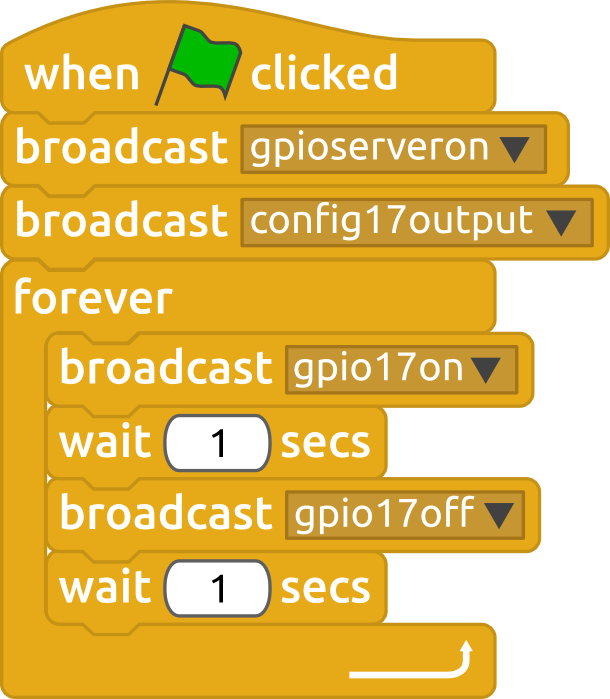 when clicked
broadcast gpioserveron
broadcast config17output
forever
broadcast gpio17on
wait 1 secs
broadcast gpio17off
wait 1 secs